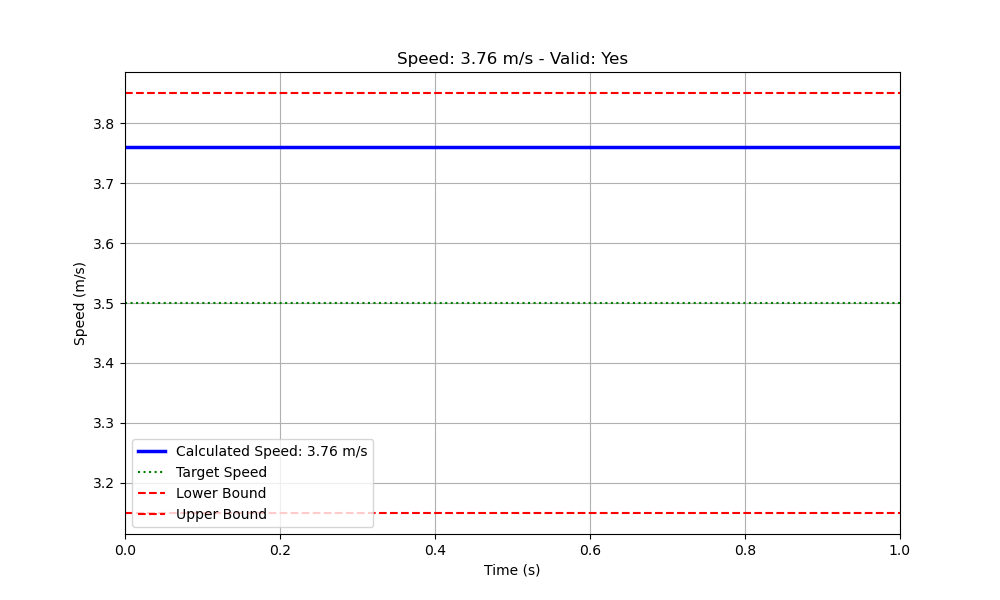 Speed: 3.76 m/s - Valid: Yes
Speed (m/s)
3.8
3.7
3.6
3.5
3.4
3.3
3.2
Calculated Speed: 3.76 m/s
Target Speed
Lower Bound
Upper Bound
0.0 0.2 0.4 0.6 0.8 1.0
Time (s)